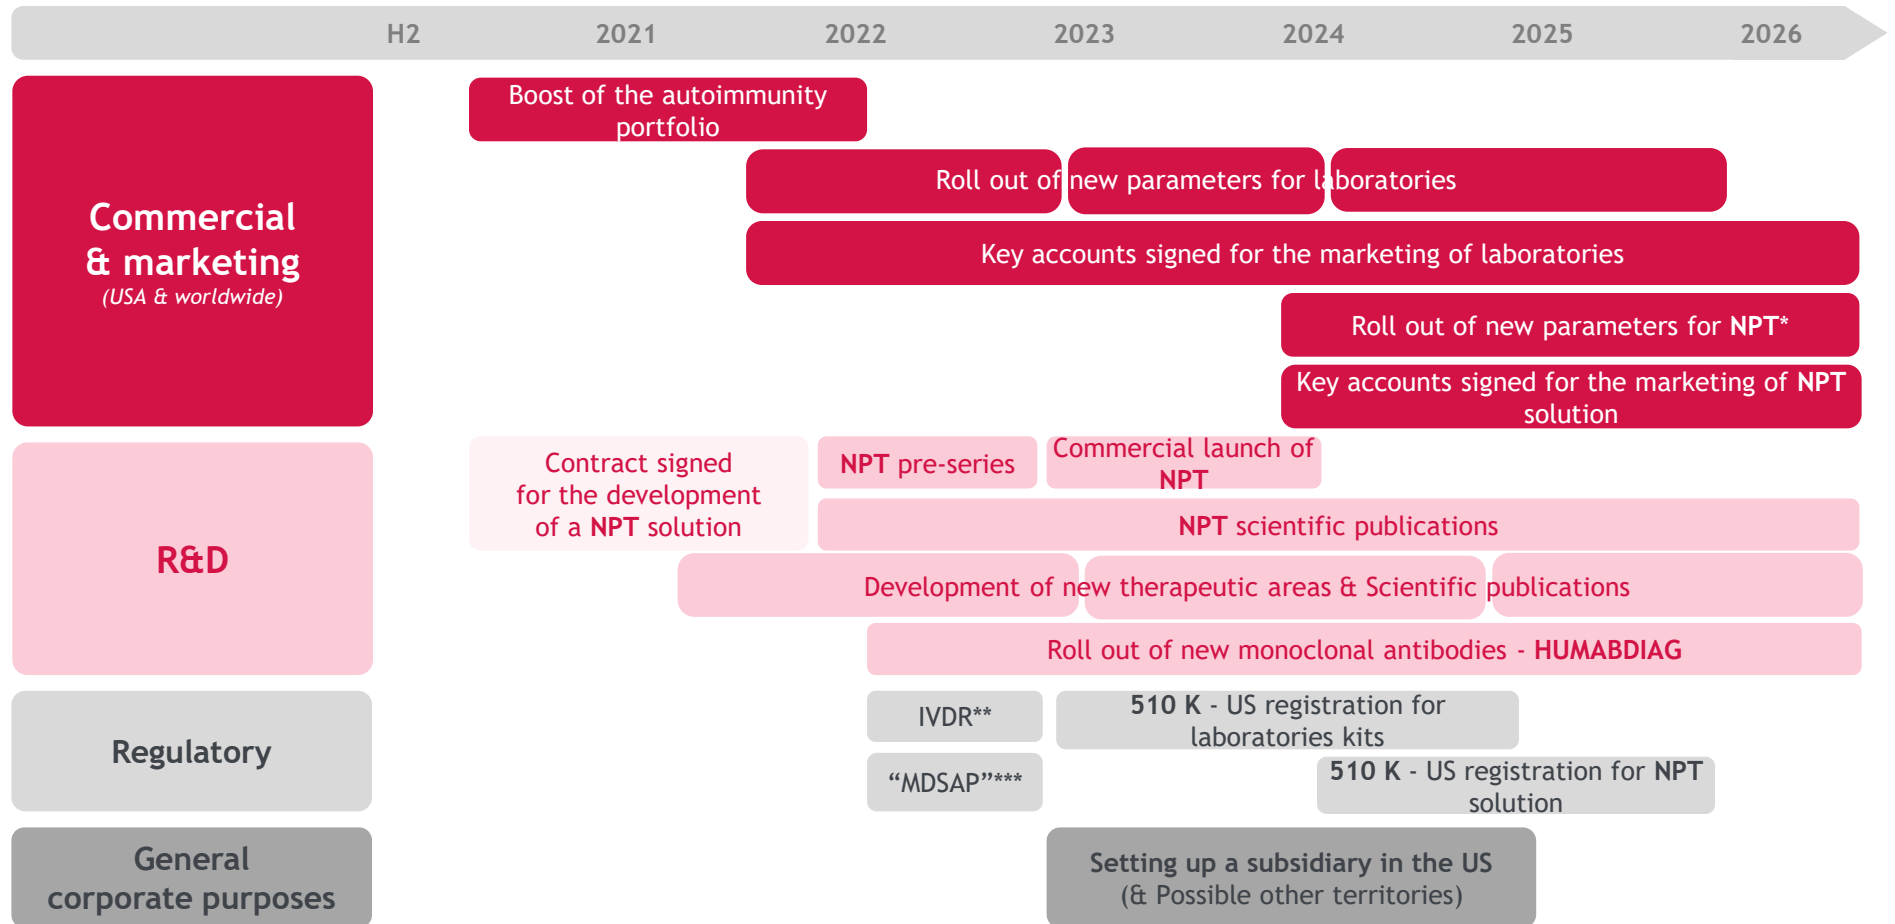 H2 2021 2022 2023 2024 2025 2026
Commercial
& marketing
(USA & worldwide)
Boost of the autoimmunity
portfolio
Roll out of new parameters for laboratories
Key accounts signed for the marketing of laboratories
Roll out of new parameters for NPT*
Key accounts signed for the marketing of NPT
solution
R&D
Contract signed
for the development
of a NPT solution
NPT pre-series
Commercial launch of
NPT
NPT scientific publications
Development of new therapeutic areas & Scientific publications
Roll out of new monoclonal antibodies - HUMABDIAG
Regulatory
IVDR**
510 K - US registration for
laboratories kits
“MDSAP”***
510 K - US registration for NPT
solution
General
corporate purposes
Setting up a subsidiary in the US
(& Possible other territories)